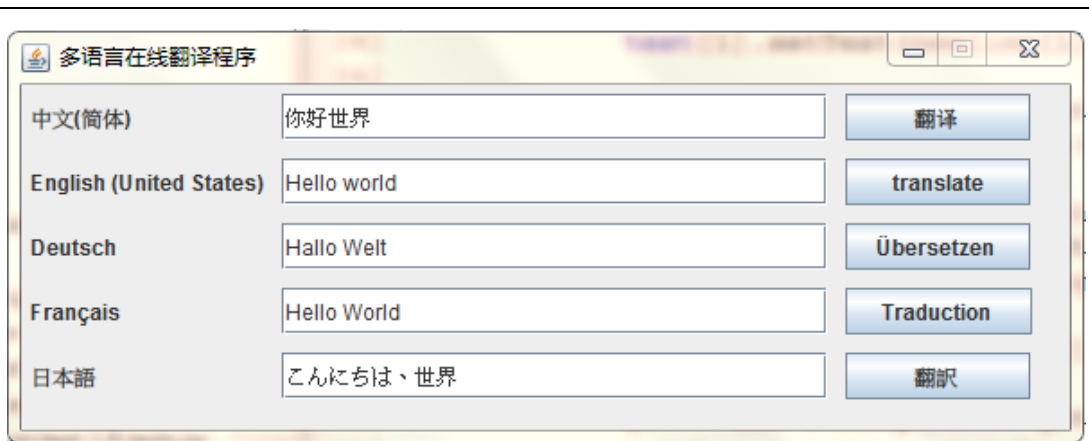 多语言在线翻译程序
中文(简体) 你好世界 翻译
English (United States) Hello world translate
Deutsch Hallo Welt Übersetzen
Français Hello World Traduction
日本語 こんにちは、世界 翻訳